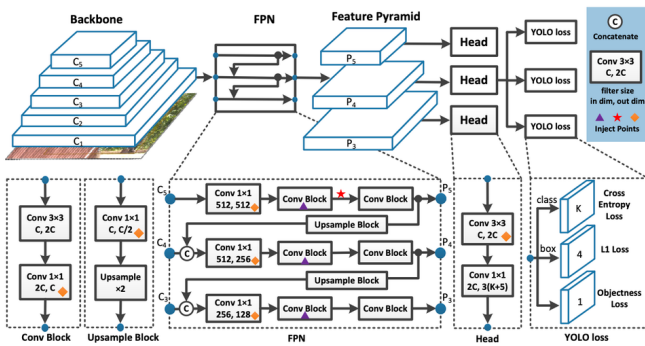 Backbone
FPN
Feature Pyramid
C5
C4
C3
C2
C1
P5
P4
P3
Head
Head
Head
YOLO loss
YOLO loss
YOLO loss
C
Concatenate
Conv 3×3
C, 2C
filter size
in dim, out dim
Inject Points
Conv 3×3
C, 2C
Conv 1×1
2C, C
Conv Block
Conv 1×1
C, C/2
Upsample
×2
Upsample Block
C5
Conv 1×1
512, 512
Conv Block
Conv Block
P5
Upsample Block
C4
C
Conv 1×1
512, 256
Conv Block
Conv Block
P4
Upsample Block
C3
C
Conv 1×1
256, 128
Conv Block
Conv Block
P3
FPN
Conv 3×3
C, 2C
Conv 1×1
2C, 3(K+5)
Head
class
K
Cross
Entropy
Loss
box
4
L1 Loss
1
Objectness
Loss
YOLO loss